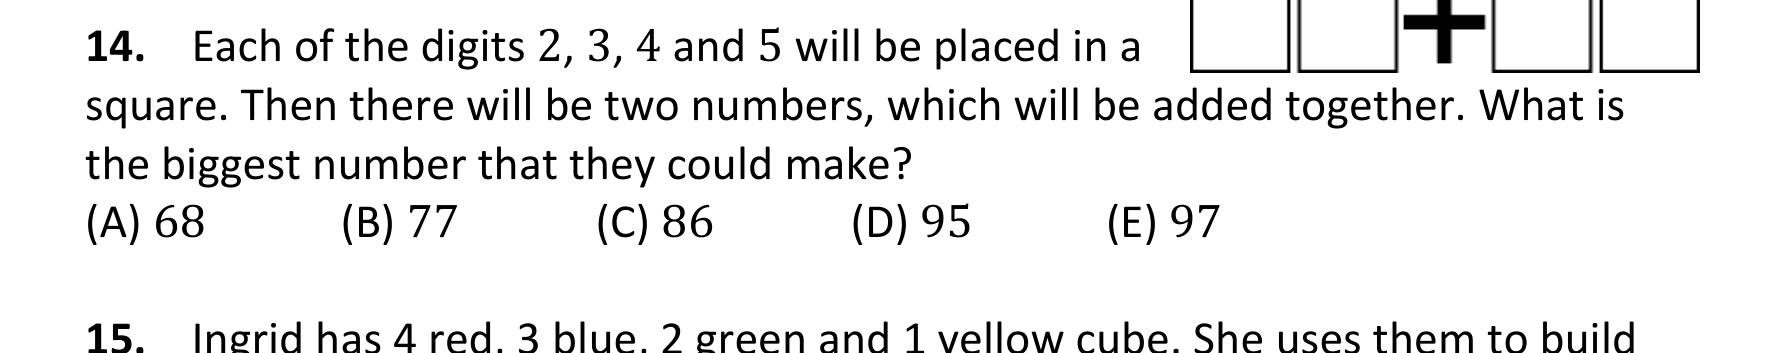 14. Each of the digits 2, 3, 4 and 5 will be placed in a
square. Then there will be two numbers, which will be added together. What is
the biggest number that they could make?
(A) 68 (B) 77 (C) 86 (D) 95 (E) 97
15. Ingrid has 4 red, 3 blue, 2 green and 1 yellow cube. She uses them to build